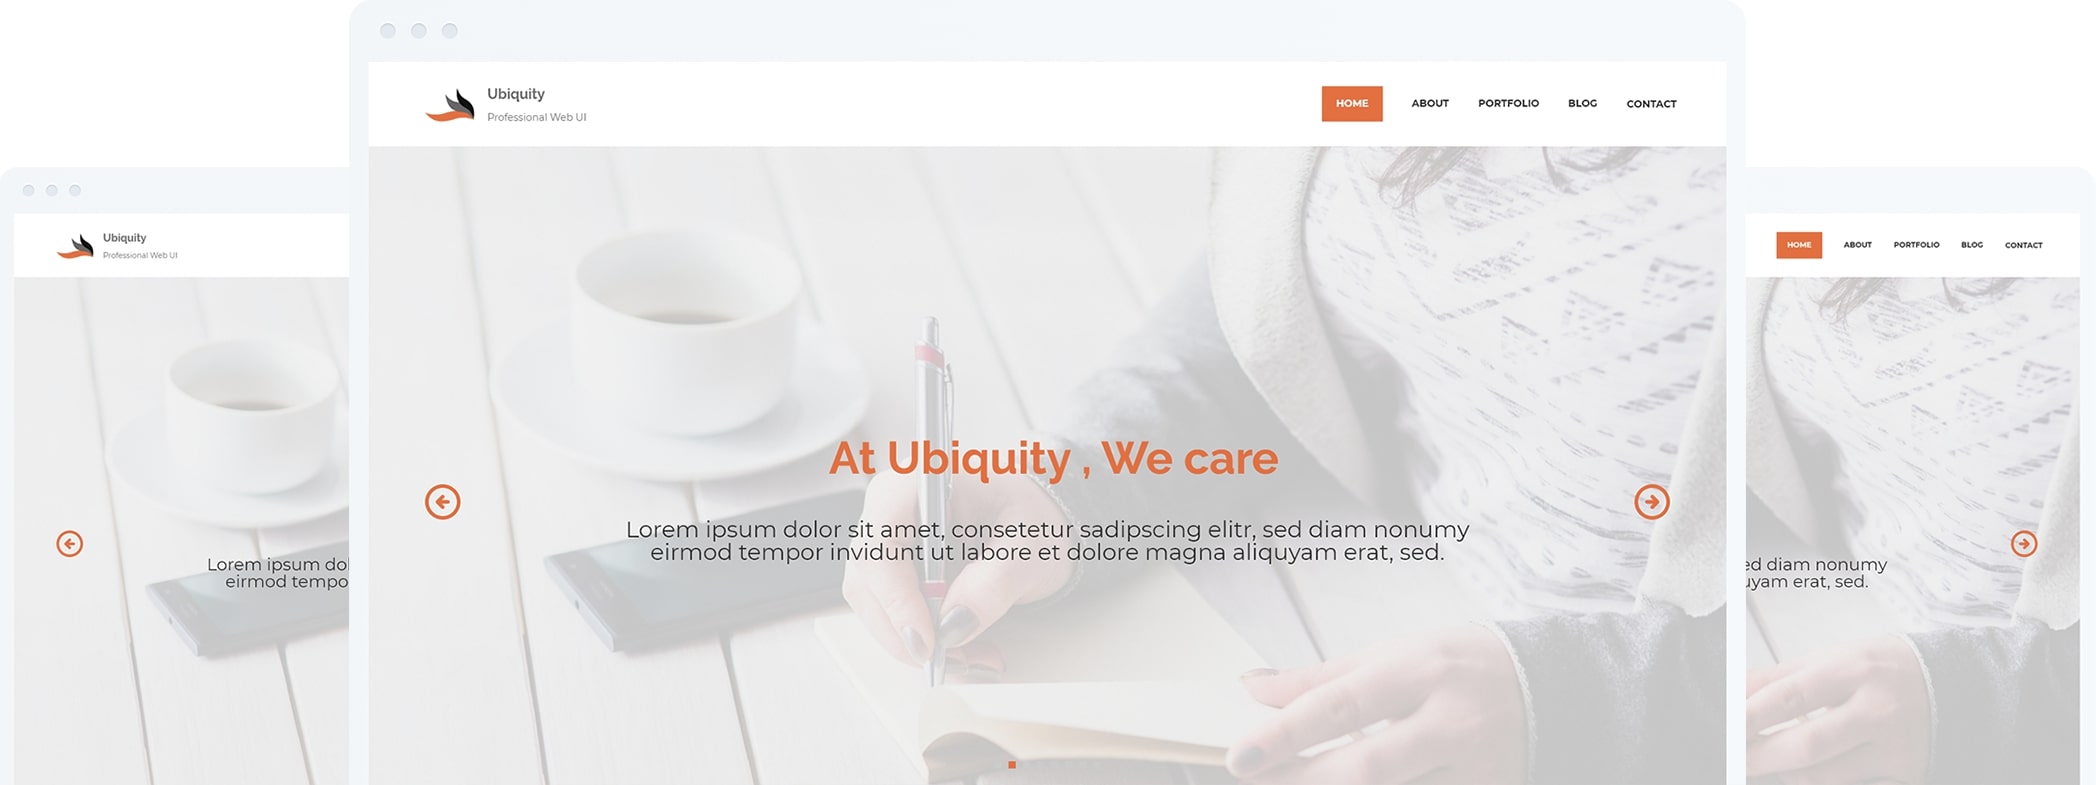 Ubiquity
Professional Web UI
HOME ABOUT PORTFOLIO BLOG CONTACT
At Ubiquity , We care
Lorem ipsum dolor sit amet, consetetur sadipscing elitr, sed diam nonumy
eirmod tempor invidunt ut labore et dolore magna aliquyam erat, sed.
Ubiquity
Professional Web UI
Lorem ipsum dol
eirmod tempo
HOME ABOUT PORTFOLIO BLOG CONTACT
ed diam nonumy
uyam erat, sed.